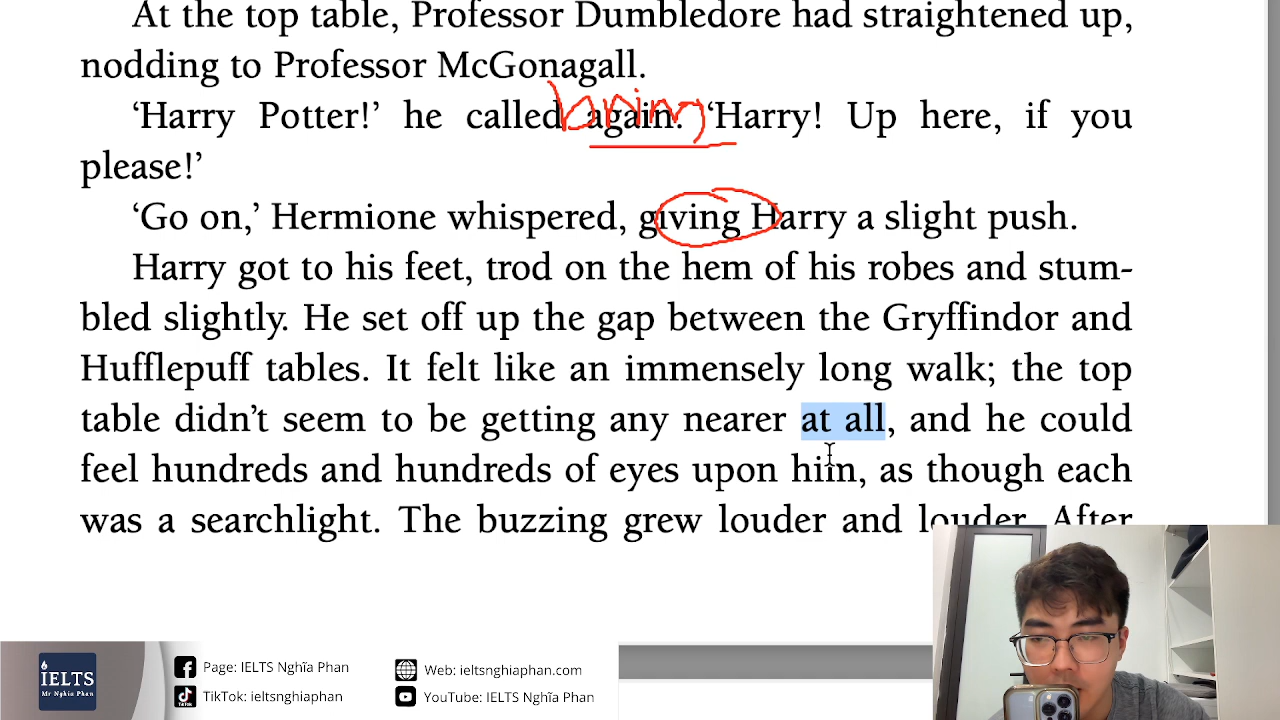 At the top table, Professor Dumbledore had straightened up,
nodding to Professor McGonagall.
‘Harry Potter!’ he called again. ‘Harry! Up here, if you
please!’
‘Go on,’ Hermione whispered, giving Harry a slight push.
Harry got to his feet, trod on the hem of his robes and stum-
bled slightly. He set off up the gap between the Gryffindor and
Hufflepuff tables. It felt like an immensely long walk; the top
table didn’t seem to be getting any nearer at all, and he could
feel hundreds and hundreds of eyes upon him, as though each
was a searchlight. The buzzing grew louder and louder. After
IELTS
Mr Nghia Phan
Page: IELTS Nghĩa Phan
TikTok: ieltsnghiaphan
Web: ieltsnghiaphan.com
YouTube: IELTS Nghĩa Phan